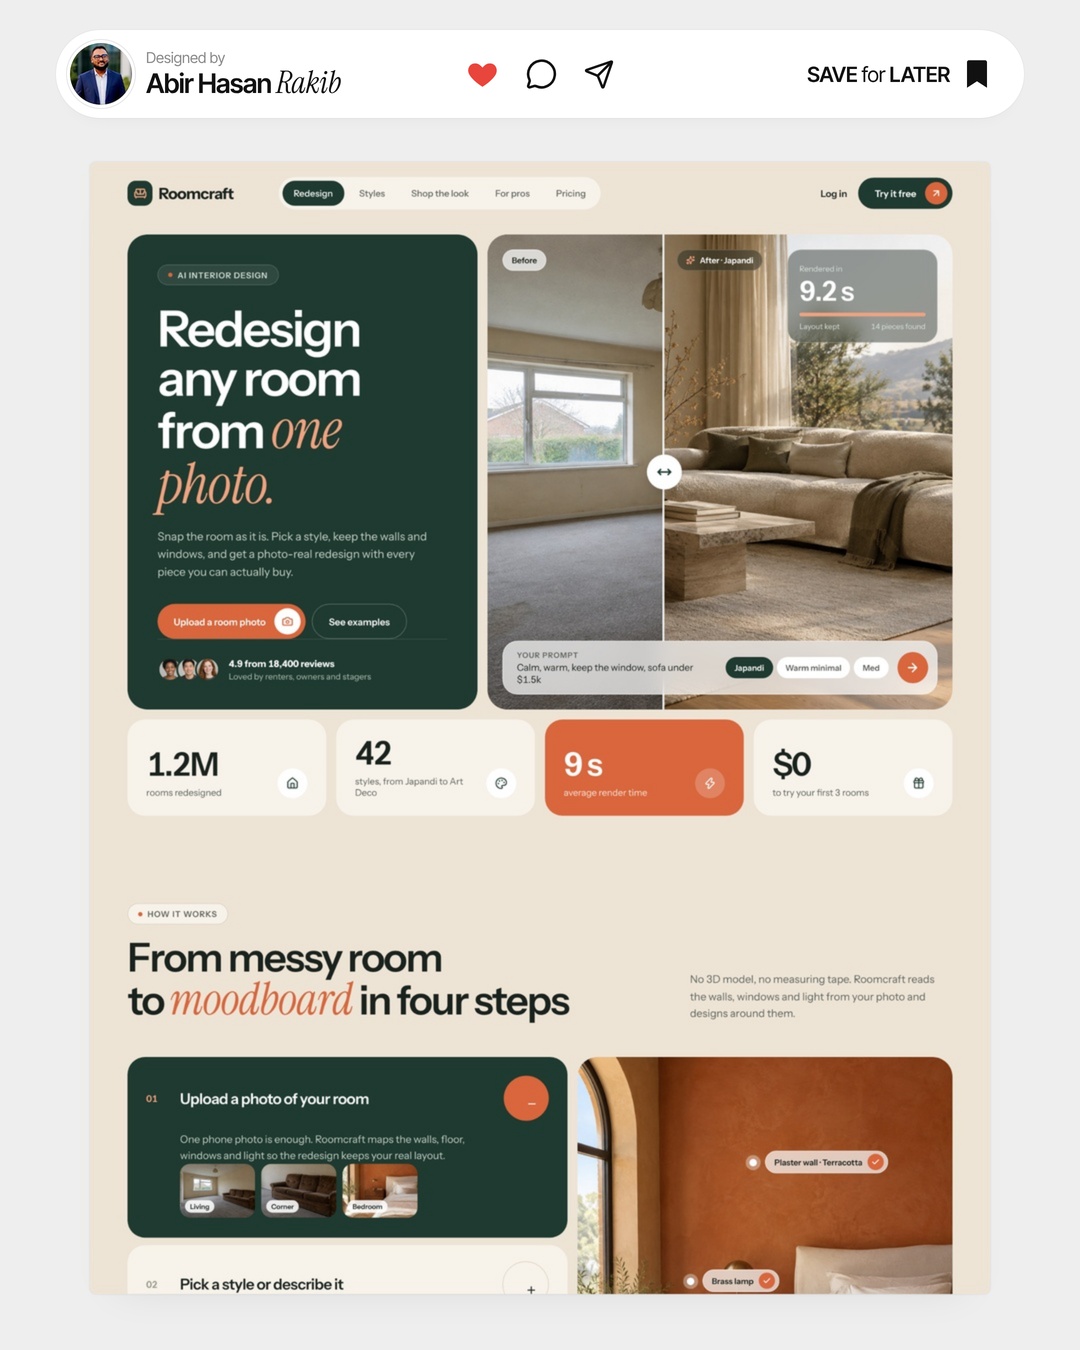 Designed by
Abir Hasan Rakib
SAVE for LATER
Roomcraft
Redesign
Styles
Shop the look
For pros
Pricing
Log in
Try it free
AI INTERIOR DESIGN
Redesign
any room
from one
photo.
Snap the room as it is. Pick a style, keep the walls and
windows, and get a photo-real redesign with every
piece you can actually buy.
Upload a room photo
See examples
4.9 from 18,400 reviews
Loved by renters, owners and stagers
Before
After · Japandi
Rendered in
9.2 s
Layout kept
14 pieces found
YOUR PROMPT
Calm, warm, keep the window, sofa under
$1.5k
Japandi
Warm minimal
Med
1.2M
rooms redesigned
42
styles, from Japandi to Art
Deco
9 s
average render time
$0
to try your first 3 rooms
HOW IT WORKS
From messy room
to moodboard in four steps
No 3D model, no measuring tape. Roomcraft reads
the walls, windows and light from your photo and
designs around them.
01
Upload a photo of your room
One phone photo is enough. Roomcraft maps the walls, floor,
windows and light so the redesign keeps your real layout.
Living
Corner
Bedroom
02
Pick a style or describe it
Plaster wall · Terracotta
Brass lamp